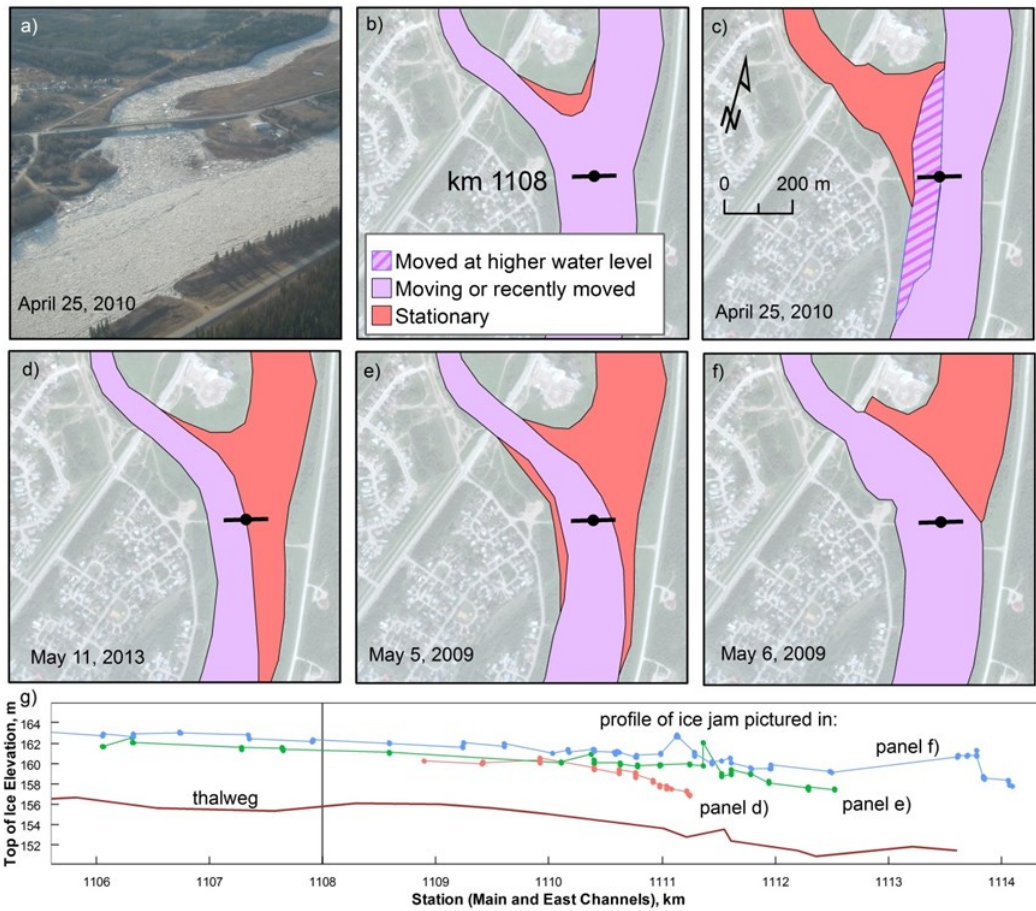 a)
April 25, 2010
b)
km 1108
Moved at higher water level
Moving or recently moved
Stationary
c)
N
0 200 m
April 25, 2010
d)
May 11, 2013
e)
May 5, 2009
f)
May 6, 2009
g)
Top of Ice Elevation, m
164
162
160
158
156
154
152
profile of ice jam pictured in:
panel f)
panel e)
panel d)
thalweg
1106 1107 1108 1109 1110 1111 1112 1113 1114
Station (Main and East Channels), km